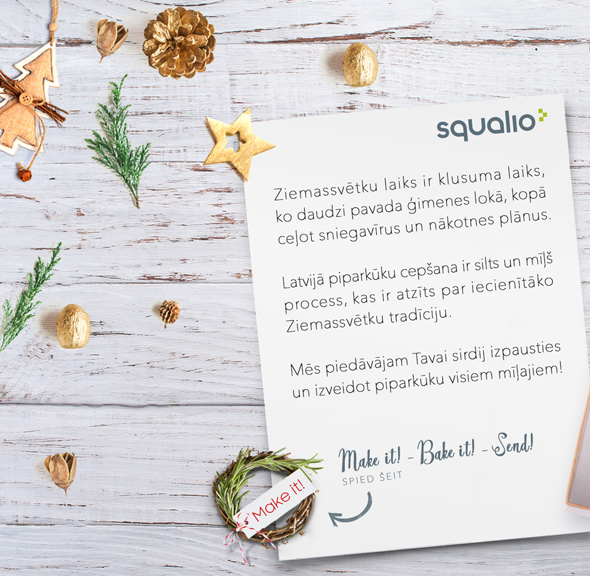 squalio
Ziemassvētku laiks ir klusuma laiks,
ko daudzi pavada ģimenes lokā, kopā
ceļot sniegavīrus un nākotnes plānus.
Latvijā piparkūku cepšana ir silts un mīļš
process, kas ir atzīts par iecienītāko
Ziemassvētku tradīciju.
Mēs piedāvājam Tavai sirdij izpausties
un izveidot piparkūku visiem mīļajiem!
Make it! - Bake it! - Send!
SPIED ŠEIT
Make it!